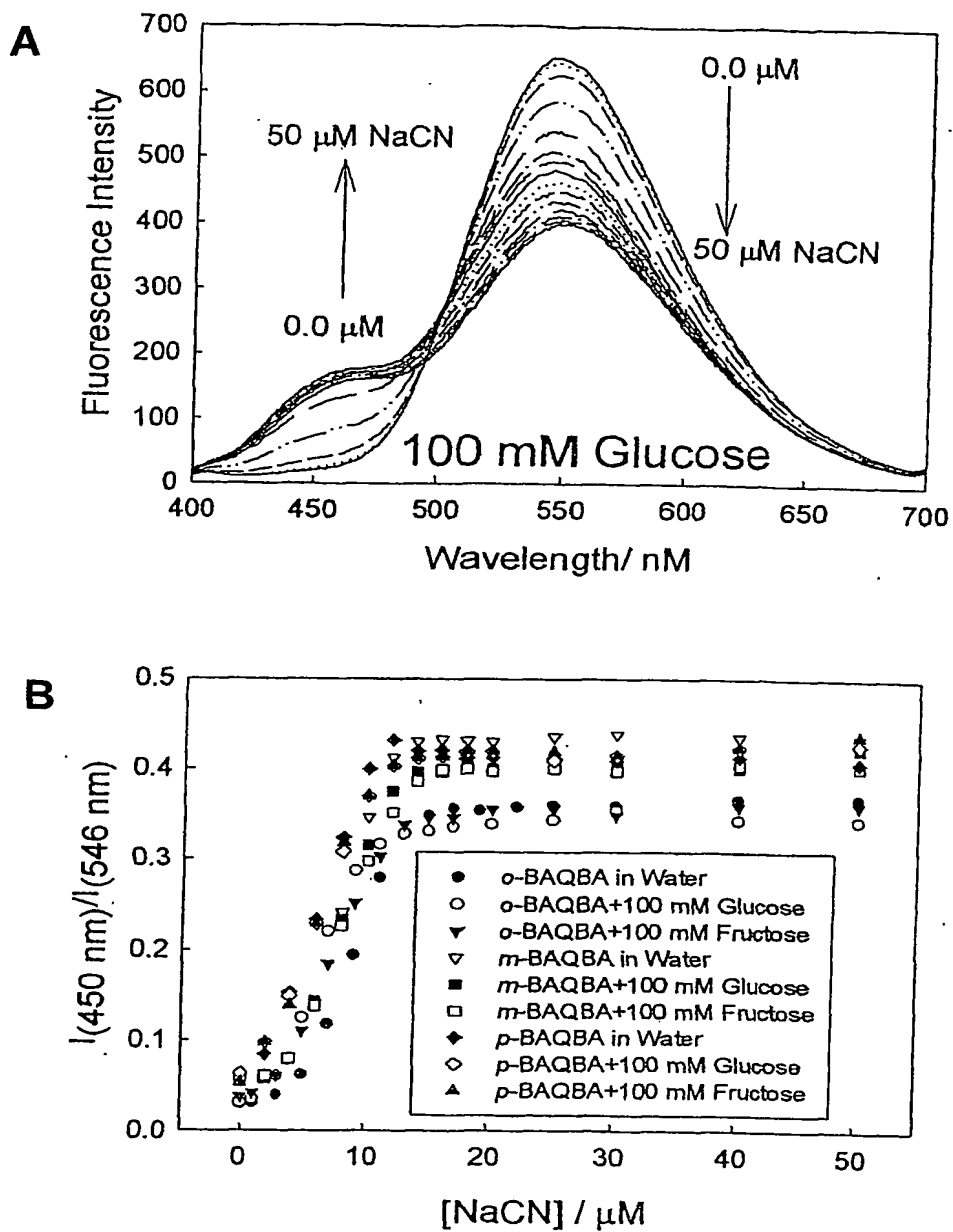 A
700
600
500
400
300
200
100
0
Fluorescence Intensity
50 µM NaCN
0.0 µM
0.0 µM
50 µM NaCN
100 mM Glucose
400 450 500 550 600 650 700
Wavelength/ nM
B
0.5
0.4
0.3
0.2
0.1
0.0
I(450 nm)/I(546 nm)
o-BAQBA in Water
o-BAQBA+100 mM Glucose
o-BAQBA+100 mM Fructose
m-BAQBA in Water
m-BAQBA+100 mM Glucose
m-BAQBA+100 mM Fructose
p-BAQBA in Water
p-BAQBA+100 mM Glucose
p-BAQBA+100 mM Fructose
0 10 20 30 40 50
[NaCN] / µM